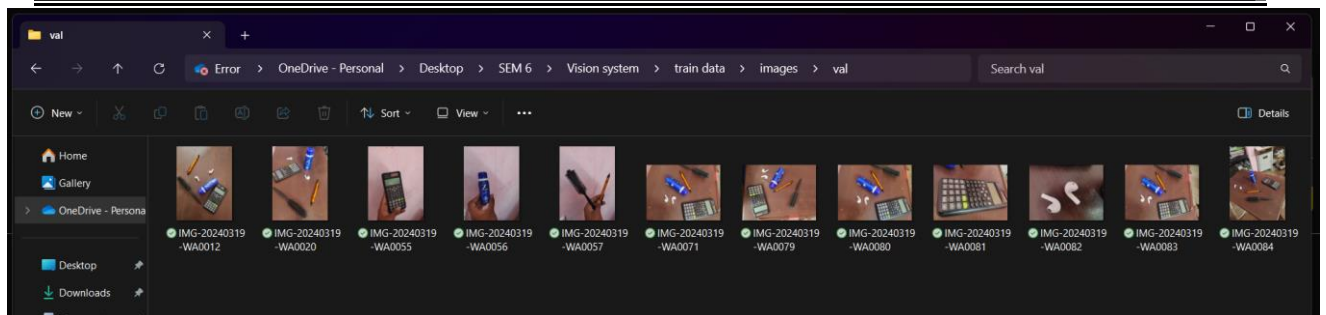 val
Error > OneDrive - Personal > Desktop > SEM 6 > Vision system > train data > images > val
Search val
New
Sort
View
Details
Home
Gallery
OneDrive - Persona
Desktop
Downloads
IMG-20240319
-WA0012
IMG-20240319
-WA0020
IMG-20240319
-WA0055
IMG-20240319
-WA0056
IMG-20240319
-WA0057
IMG-20240319
-WA0071
IMG-20240319
-WA0079
IMG-20240319
-WA0080
IMG-20240319
-WA0081
IMG-20240319
-WA0082
IMG-20240319
-WA0083
IMG-20240319
-WA0084